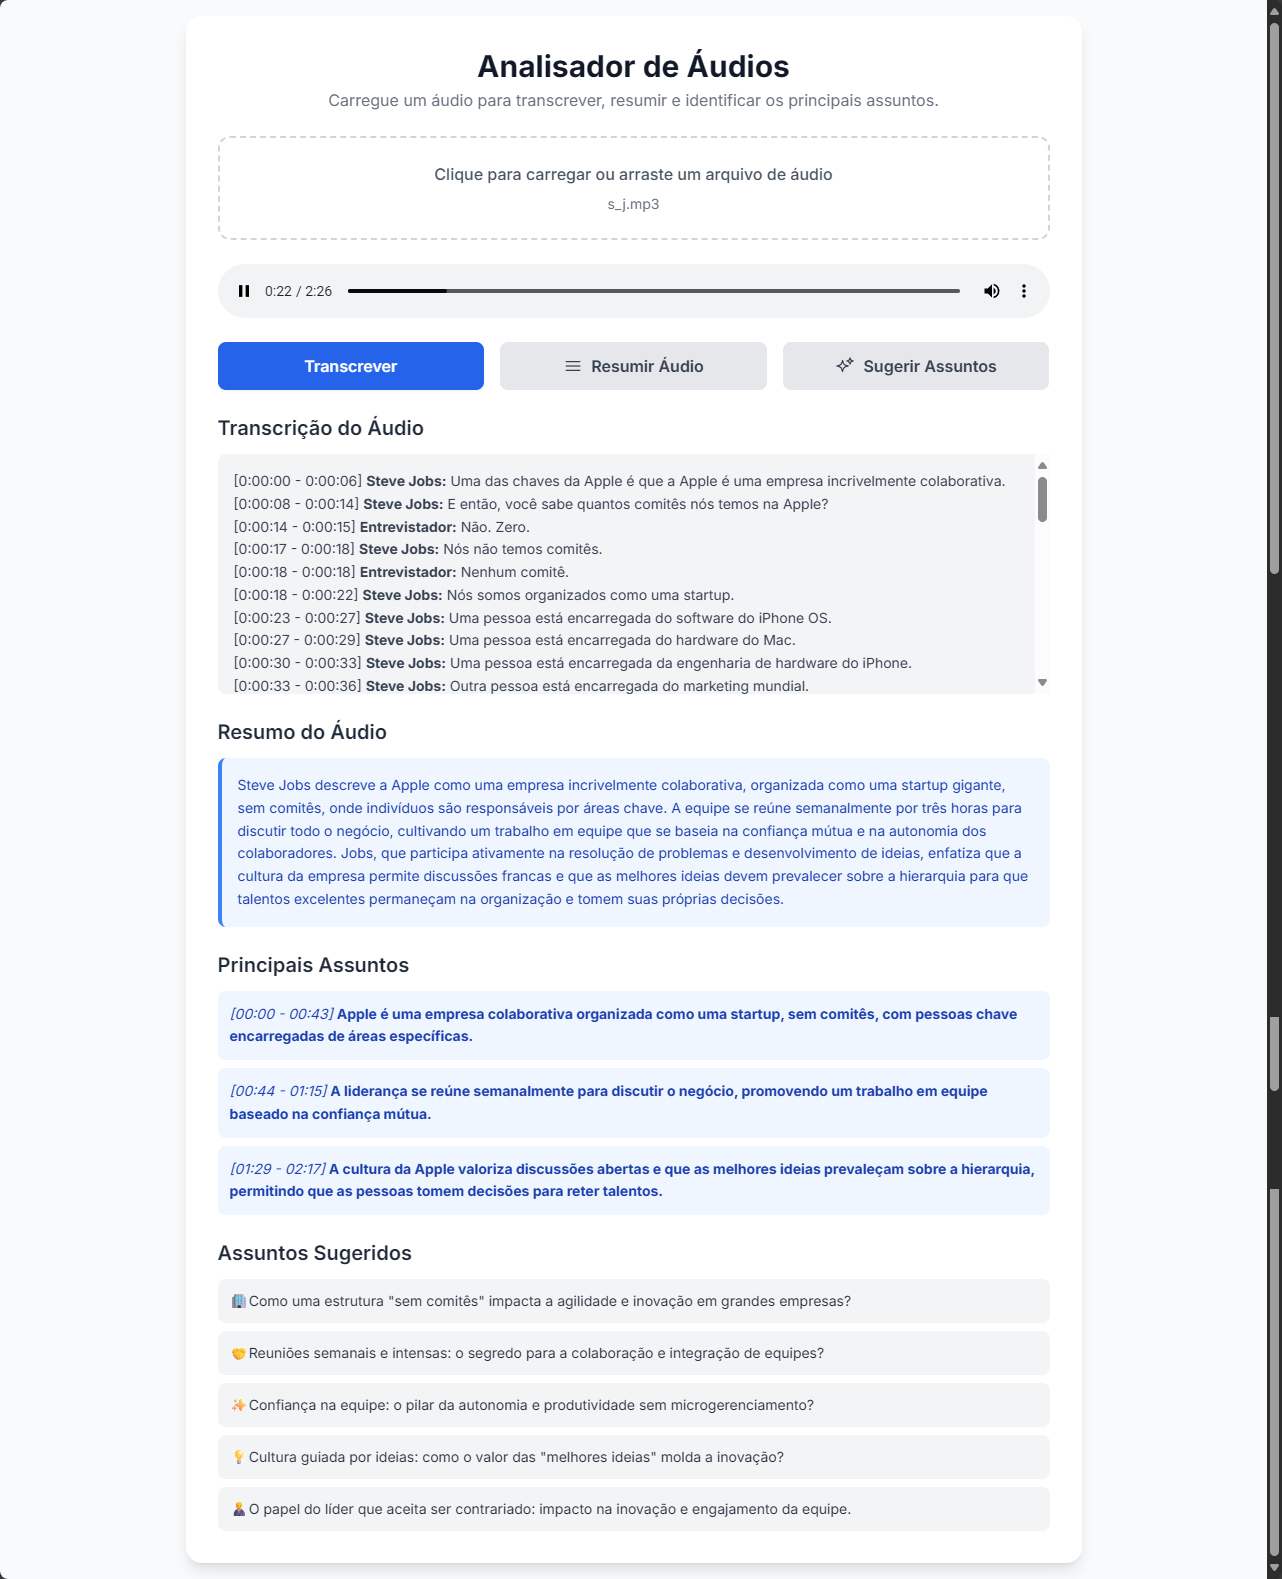 Analisador de Áudios
Carregue um áudio para transcrever, resumir e identificar os principais assuntos.
Clique para carregar ou arraste um arquivo de áudio
s_j.mp3
0:22 / 2:26
Transcrever
Resumir Áudio
Sugerir Assuntos
Transcrição do Áudio
[0:00:00 - 0:00:06] Steve Jobs: Uma das chaves da Apple é que a Apple é uma empresa incrivelmente colaborativa.
[0:00:08 - 0:00:14] Steve Jobs: E então, você sabe quantos comitês nós temos na Apple?
[0:00:14 - 0:00:15] Entrevistador: Não. Zero.
[0:00:17 - 0:00:18] Steve Jobs: Nós não temos comitês.
[0:00:18 - 0:00:18] Entrevistador: Nenhum comitê.
[0:00:18 - 0:00:22] Steve Jobs: Nós somos organizados como uma startup.
[0:00:23 - 0:00:27] Steve Jobs: Uma pessoa está encarregada do software do iPhone OS.
[0:00:27 - 0:00:29] Steve Jobs: Uma pessoa está encarregada do hardware do Mac.
[0:00:30 - 0:00:33] Steve Jobs: Uma pessoa está encarregada da engenharia de hardware do iPhone.
[0:00:33 - 0:00:36] Steve Jobs: Outra pessoa está encarregada do marketing mundial.
Resumo do Áudio
Steve Jobs descreve a Apple como uma empresa incrivelmente colaborativa, organizada como uma startup gigante,
sem comitês, onde indivíduos são responsáveis por áreas chave. A equipe se reúne semanalmente por três horas para
discutir todo o negócio, cultivando um trabalho em equipe que se baseia na confiança mútua e na autonomia dos
colaboradores. Jobs, que participa ativamente na resolução de problemas e desenvolvimento de ideias, enfatiza que a
cultura da empresa permite discussões francas e que as melhores ideias devem prevalecer sobre a hierarquia para que
talentos excelentes permaneçam na organização e tomem suas próprias decisões.
Principais Assuntos
[00:00 - 00:43] Apple é uma empresa colaborativa organizada como uma startup, sem comitês, com pessoas chave
encarregadas de áreas específicas.
[00:44 - 01:15] A liderança se reúne semanalmente para discutir o negócio, promovendo um trabalho em equipe
baseado na confiança mútua.
[01:29 - 02:17] A cultura da Apple valoriza discussões abertas e que as melhores ideias prevaleçam sobre a hierarquia,
permitindo que as pessoas tomem decisões para reter talentos.
Assuntos Sugeridos
Como uma estrutura "sem comitês" impacta a agilidade e inovação em grandes empresas?
Reuniões semanais e intensas: o segredo para a colaboração e integração de equipes?
Confiança na equipe: o pilar da autonomia e produtividade sem microgerenciamento?
Cultura guiada por ideias: como o valor das "melhores ideias" molda a inovação?
O papel do líder que aceita ser contrariado: impacto na inovação e engajamento da equipe.